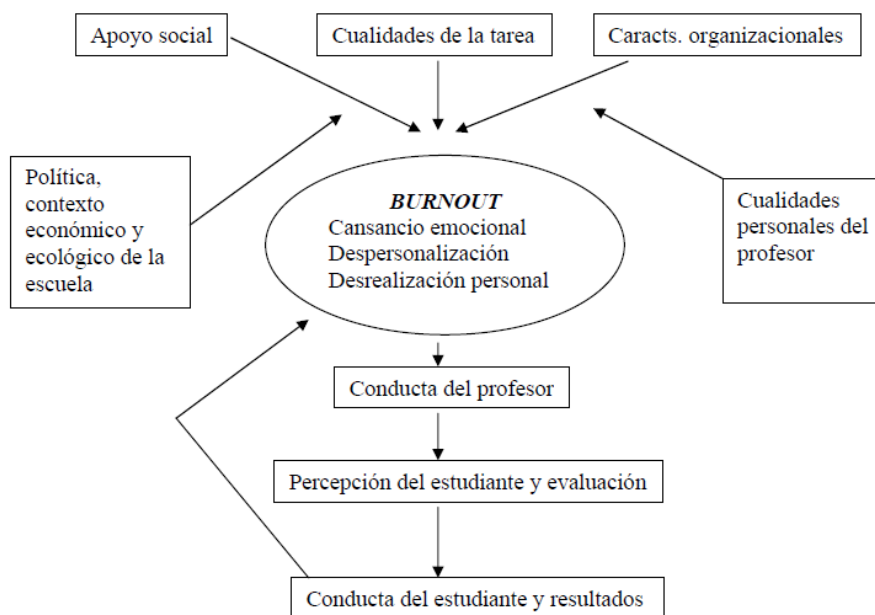 Apoyo social
Cualidades de la tarea
Caracts. organizacionales
Política,
contexto
económico y
ecológico de la
escuela
BURNOUT
Cansancio emocional
Despersonalización
Desrealización personal
Cualidades
personales del
profesor
Conducta del profesor
Percepción del estudiante y evaluación
Conducta del estudiante y resultados